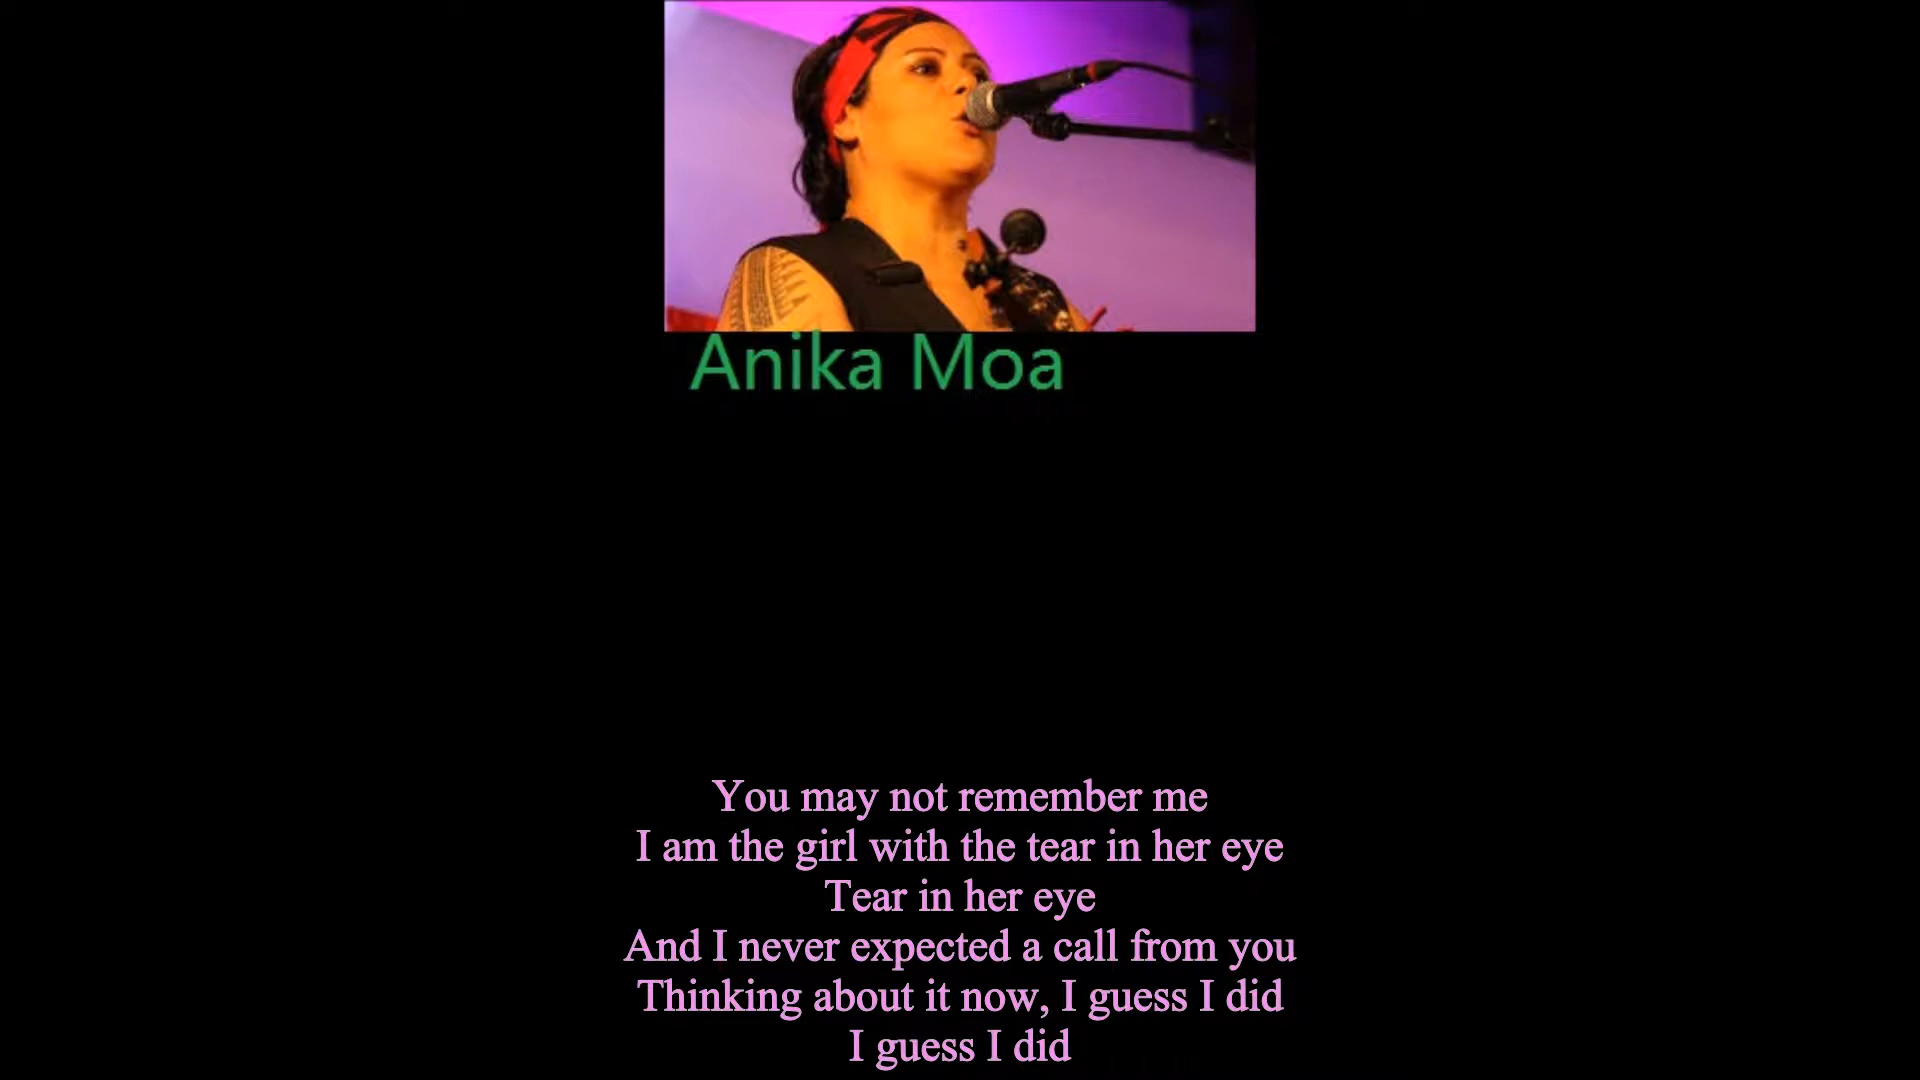 Anika Moa
You may not remember me
I am the girl with the tear in her eye
Tear in her eye
And I never expected a call from you
Thinking about it now, I guess I did
I guess I did